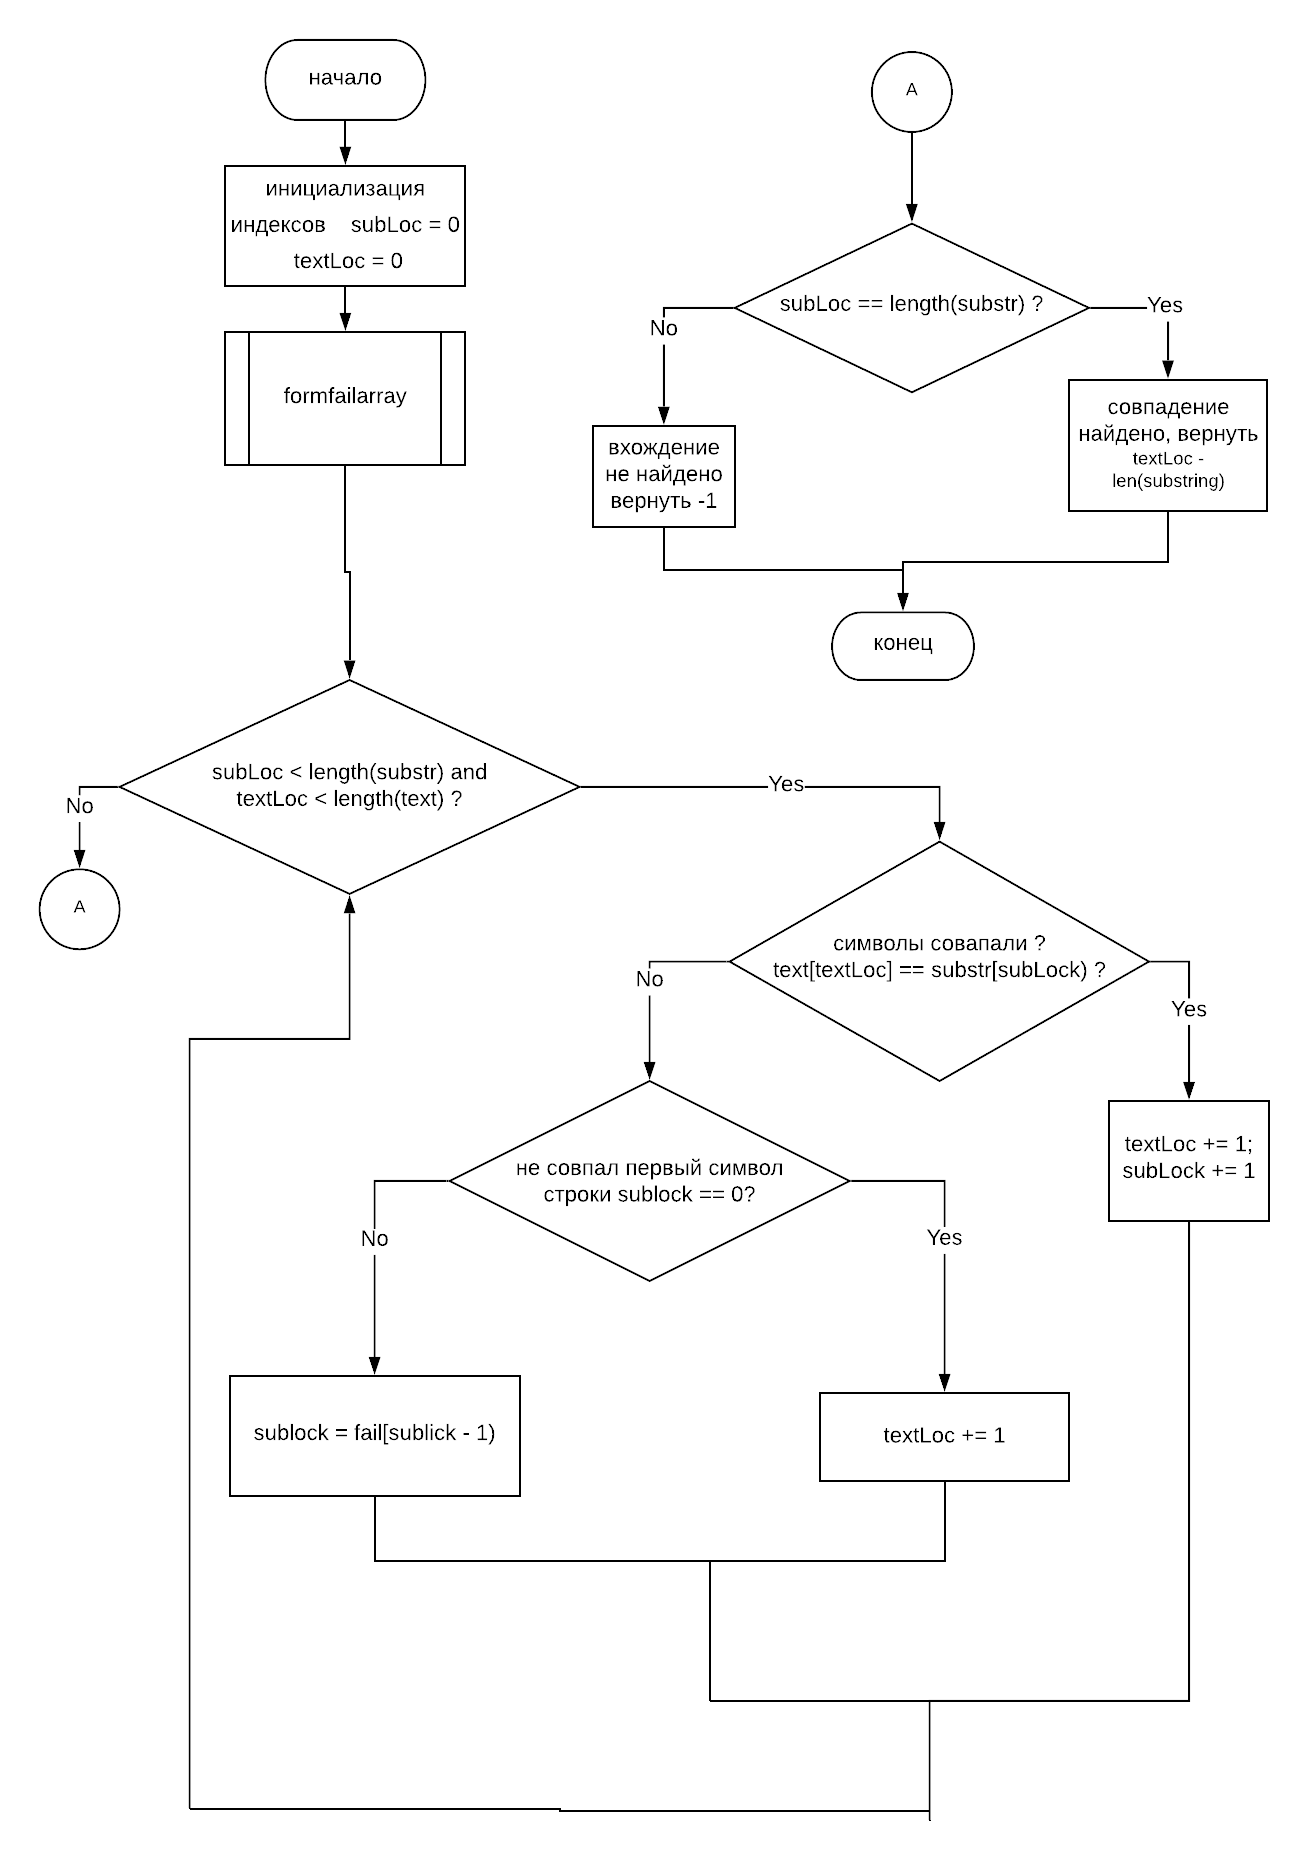 начало
инициализация
индексов subLoc = 0
textLoc = 0
formfailarray
A
subLoc == length(substr) ?
No
Yes
вхождение
не найдено
вернуть -1
совпадение
найдено, вернуть
textLoc -
len(substring)
конец
subLoc < length(substr) and
textLoc < length(text) ?
No
Yes
A
символы совапали ?
text[textLoc] == substr[subLock) ?
No
Yes
textLoc += 1;
subLock += 1
не совпал первый символ
строки sublock == 0?
No
Yes
sublock = fail[sublick - 1)
textLoc += 1